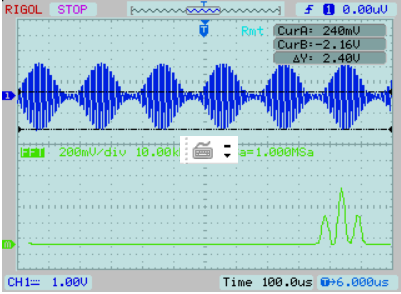 RIGOL STOP T f 1 0.00uV
Rmt CurA: 240mV
CurB:-2.16V
ΔY: 2.40V
FFT 200mV/div 10.00k a=1.000MSa
CH1 1.00V Time 100.0us T→6.000us